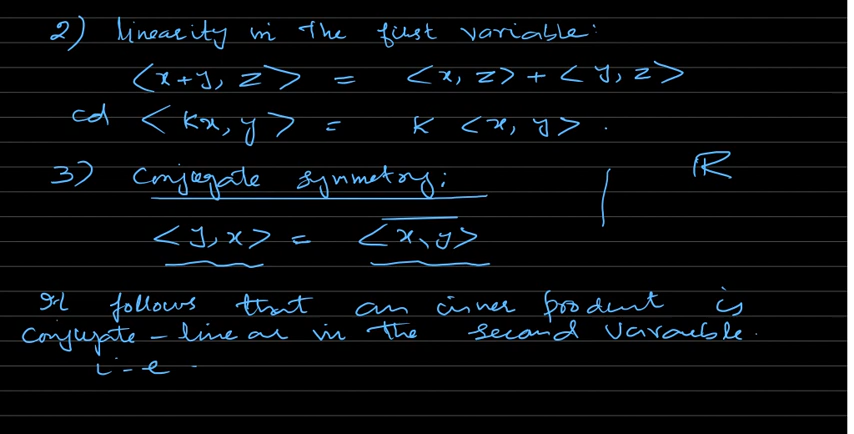 2) linearity in the first variable:
<x+y, z> = <x, z> + <y, z>
cd <kx, y> = k <x, y>.
3) Conjugate symmetry: | ℝ
<y, x> = <x̅,̅ ̅y̅>
It follows that an inner product is
conjugate-linear in the second variable.
i.e